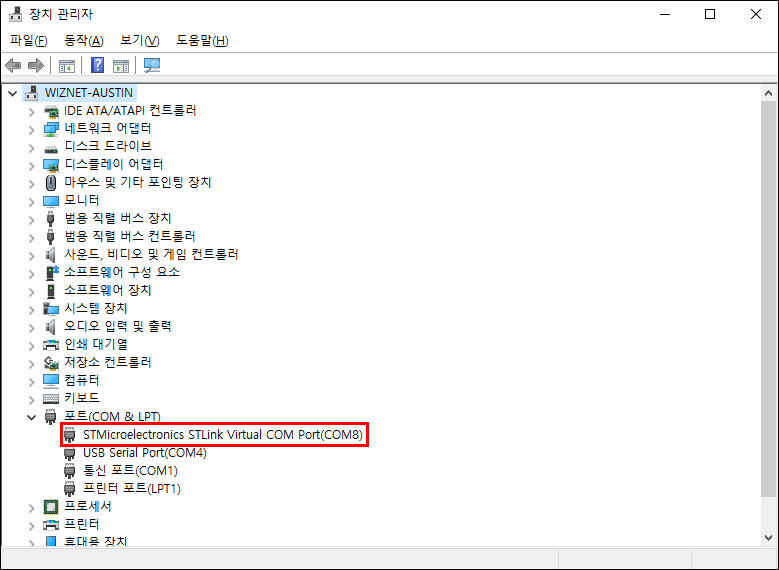 장치 관리자
파일(F) 동작(A) 보기(V) 도움말(H)
WIZNET-AUSTIN
IDE ATA/ATAPI 컨트롤러
네트워크 어댑터
디스크 드라이브
디스플레이 어댑터
마우스 및 기타 포인팅 장치
모니터
범용 직렬 버스 장치
범용 직렬 버스 컨트롤러
사운드, 비디오 및 게임 컨트롤러
소프트웨어 구성 요소
소프트웨어 장치
시스템 장치
오디오 입력 및 출력
인쇄 대기열
저장소 컨트롤러
컴퓨터
키보드
포트(COM & LPT)
STMicroelectronics STLink Virtual COM Port(COM8)
USB Serial Port(COM4)
통신 포트(COM1)
프린터 포트(LPT1)
프로세서
프린터
휴대용 장치